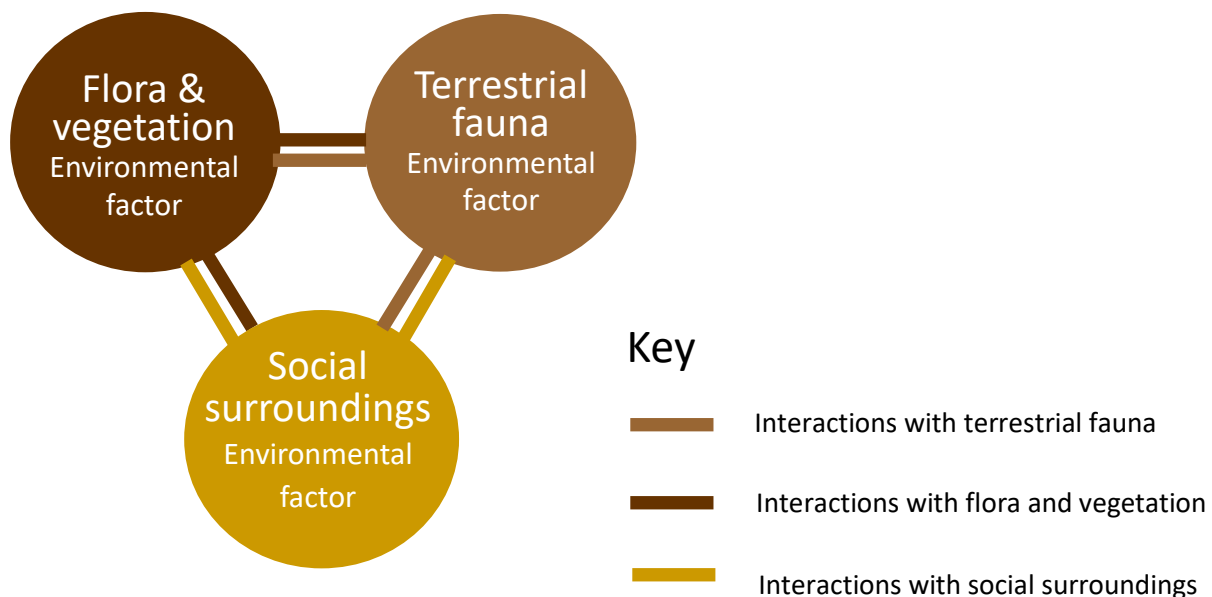 Flora &
vegetation
Environmental
factor
Terrestrial
fauna
Environmental
factor
Social
surroundings
Environmental
factor
Key
Interactions with terrestrial fauna
Interactions with flora and vegetation
Interactions with social surroundings